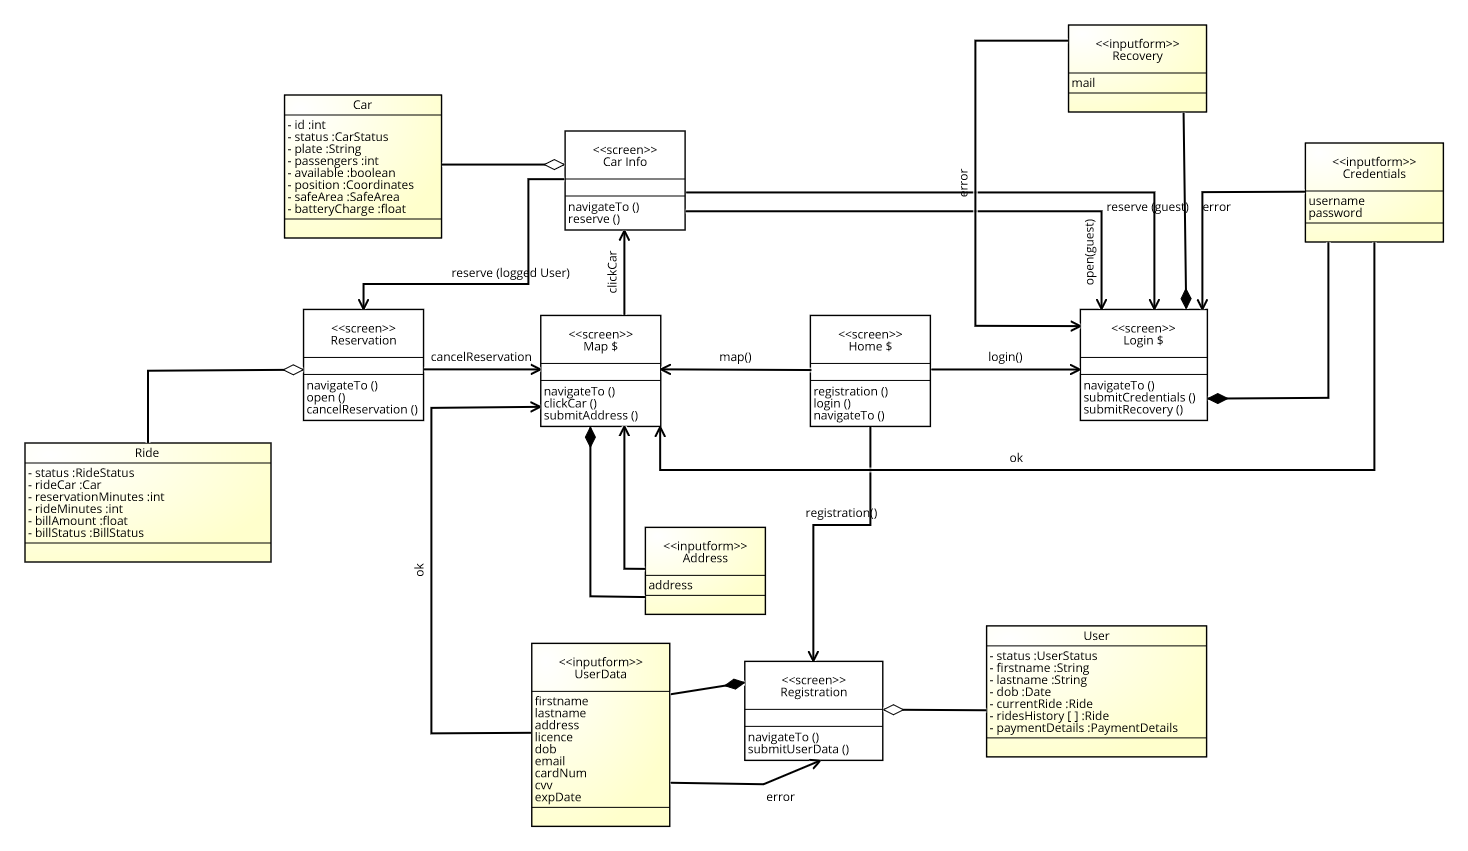 <<inputform>>
Recovery
mail
Car
- id :int
- status :CarStatus
- plate :String
- passengers :int
- available :boolean
- position :Coordinates
- safeArea :SafeArea
- batteryCharge :float
<<screen>>
Car Info
navigateTo ()
reserve ()
<<inputform>>
Credentials
username
password
error
reserve (guest)
error
open(guest)
reserve (logged User)
clickCar
<<screen>>
Reservation
navigateTo ()
open ()
cancelReservation ()
cancelReservation
<<screen>>
Map $
navigateTo ()
clickCar ()
submitAddress ()
map()
<<screen>>
Home $
registration ()
login ()
navigateTo ()
login()
<<screen>>
Login $
navigateTo ()
submitCredentials ()
submitRecovery ()
ok
Ride
- status :RideStatus
- rideCar :Car
- reservationMinutes :int
- rideMinutes :int
- billAmount :float
- billStatus :BillStatus
registration()
<<inputform>>
Address
address
ok
<<inputform>>
UserData
firstname
lastname
address
licence
dob
email
cardNum
cvv
expDate
<<screen>>
Registration
navigateTo ()
submitUserData ()
error
User
- status :UserStatus
- firstname :String
- lastname :String
- dob :Date
- currentRide :Ride
- ridesHistory [ ] :Ride
- paymentDetails :PaymentDetails